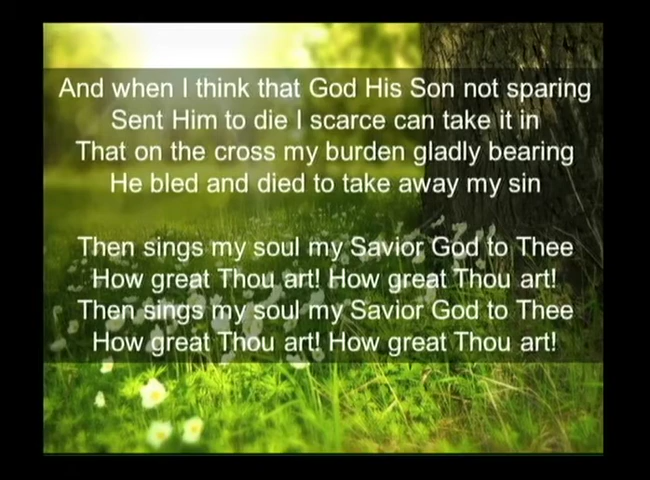 And when I think that God His Son not sparing
Sent Him to die I scarce can take it in
That on the cross my burden gladly bearing
He bled and died to take away my sin
Then sings my soul my Savior God to Thee
How great Thou art! How great Thou art!
Then sings my soul my Savior God to Thee
How great Thou art! How great Thou art!